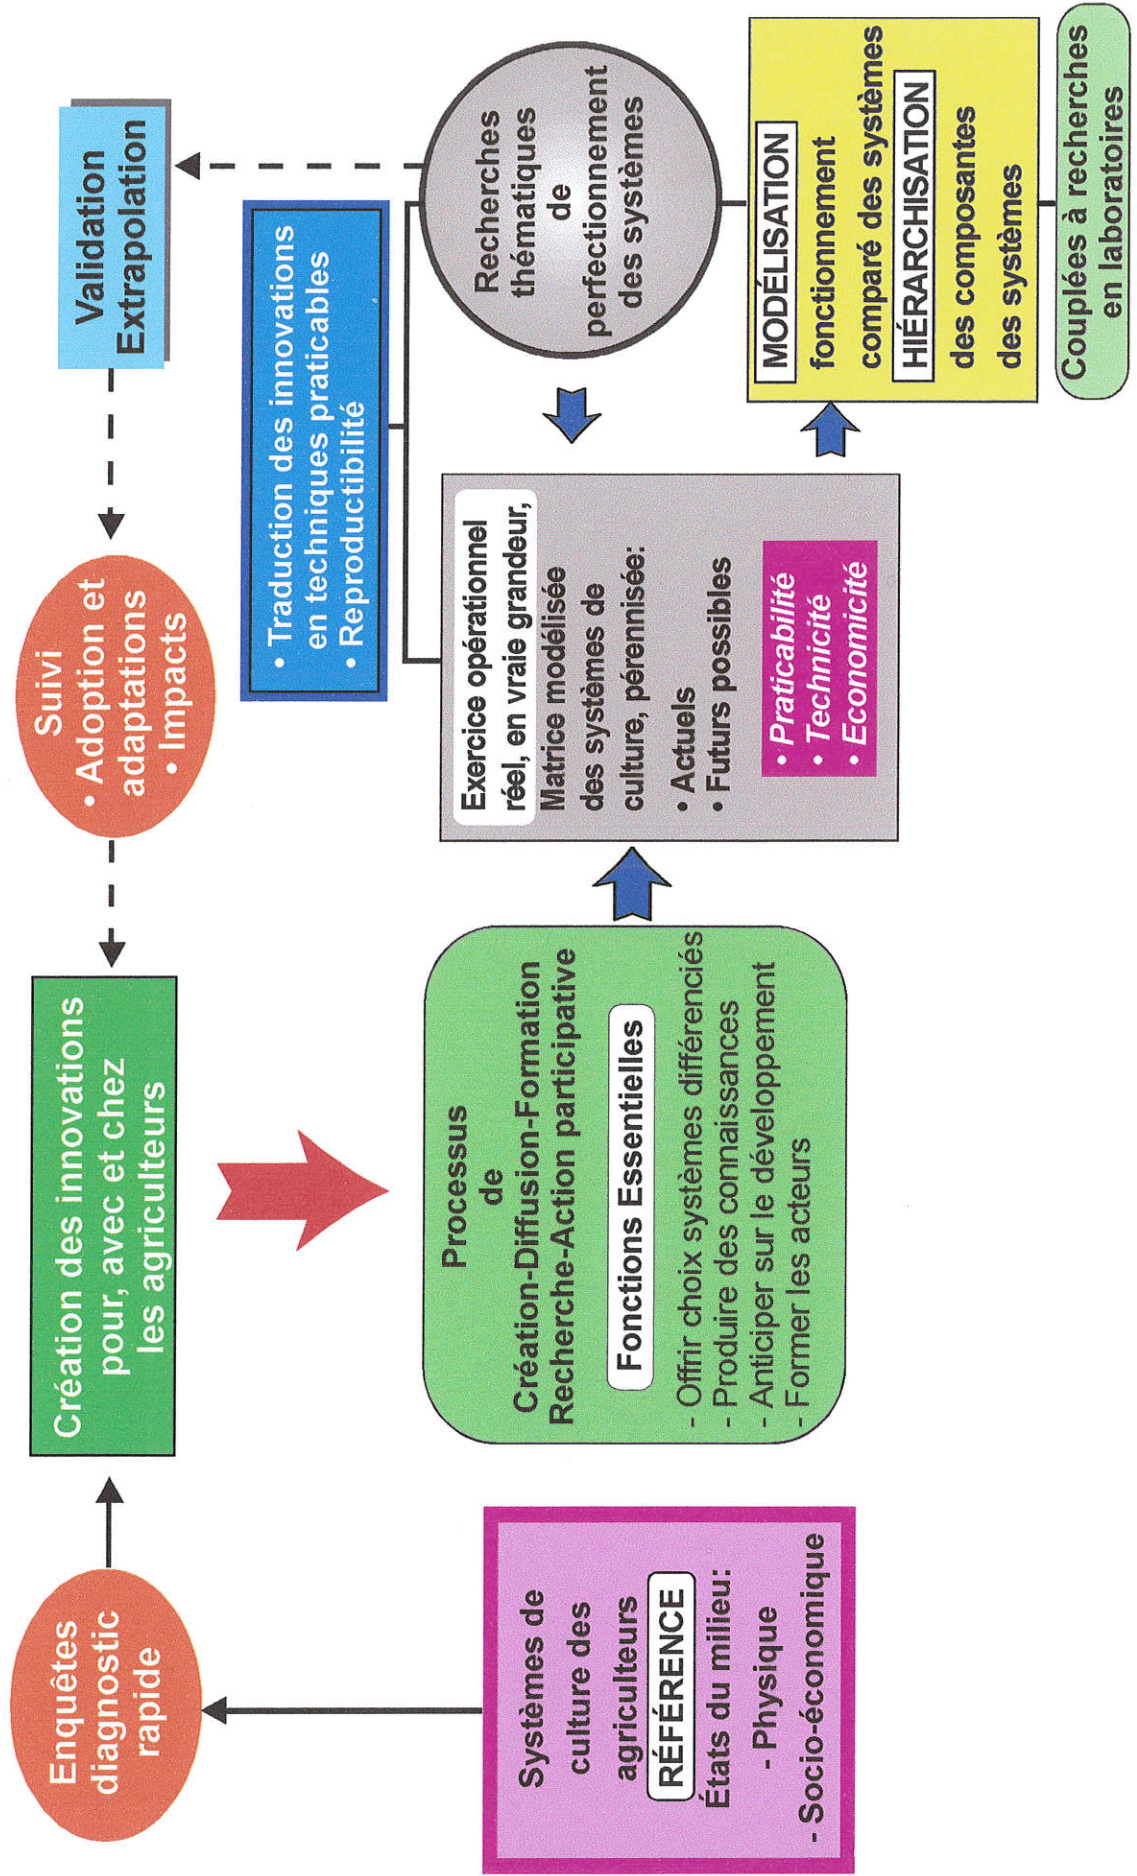 Enquêtes
diagnostic
rapide
Création des innovations
pour, avec et chez
les agriculteurs
Suivi
• Adoption et
adaptations
• Impacts
Validation
Extrapolation
• Traduction des innovations
en techniques praticables
• Reproductibilité
Systèmes de
culture des
agriculteurs
RÉFÉRENCE
États du milieu:
- Physique
- Socio-économique
Processus
de
Création-Diffusion-Formation
Recherche-Action participative
Fonctions Essentielles
- Offrir choix systèmes différenciés
- Produire des connaissances
- Anticiper sur le développement
- Former les acteurs
Exercice opérationnel
réel, en vraie grandeur,
Matrice modélisée
des systèmes de
culture, pérennisée:
• Actuels
• Futurs possibles
• Praticabilité
• Technicité
• Economicité
Recherches
thématiques
de
perfectionnement
des systèmes
MODÉLISATION
fonctionnement
comparé des systèmes
HIÉRARCHISATION
des composantes
des systèmes
Couplées à recherches
en laboratoires